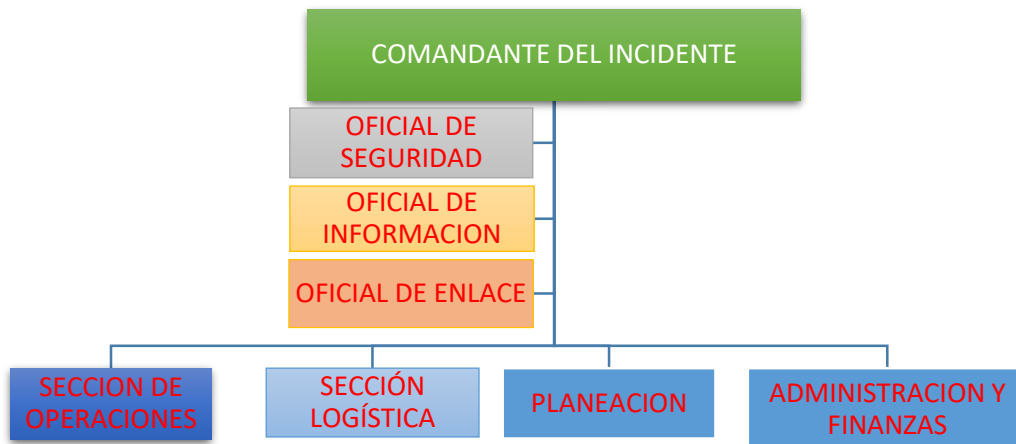 COMANDANTE DEL INCIDENTE
OFICIAL DE
SEGURIDAD
OFICIAL DE
INFORMACION
OFICIAL DE ENLACE
SECCION DE
OPERACIONES
SECCIÓN
LOGÍSTICA
PLANEACION
ADMINISTRACION Y
FINANZAS